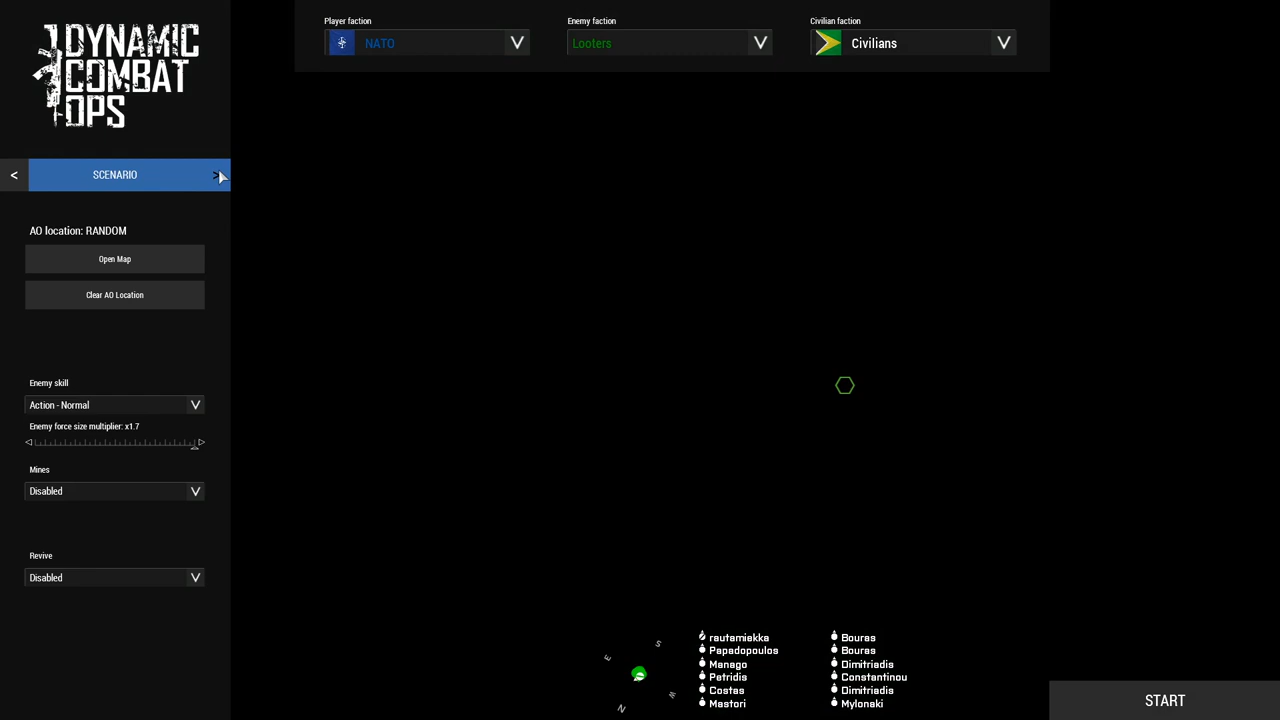 DYNAMIC
COMBAT
OPS
Player faction
NATO
Enemy faction
Looters
Civilian faction
Civilians
< SCENARIO >
AO location: RANDOM
Open Map
Clear AO Location
Enemy skill
Action - Normal
Enemy force size multiplier: x1.7
Mines
Disabled
Revive
Disabled
S
E
W
N
rautamiekka
Papadopoulos
Manago
Petridis
Costas
Mastori
Bouras
Bouras
Dimitriadis
Constantinou
Dimitriadis
Mylonaki
START